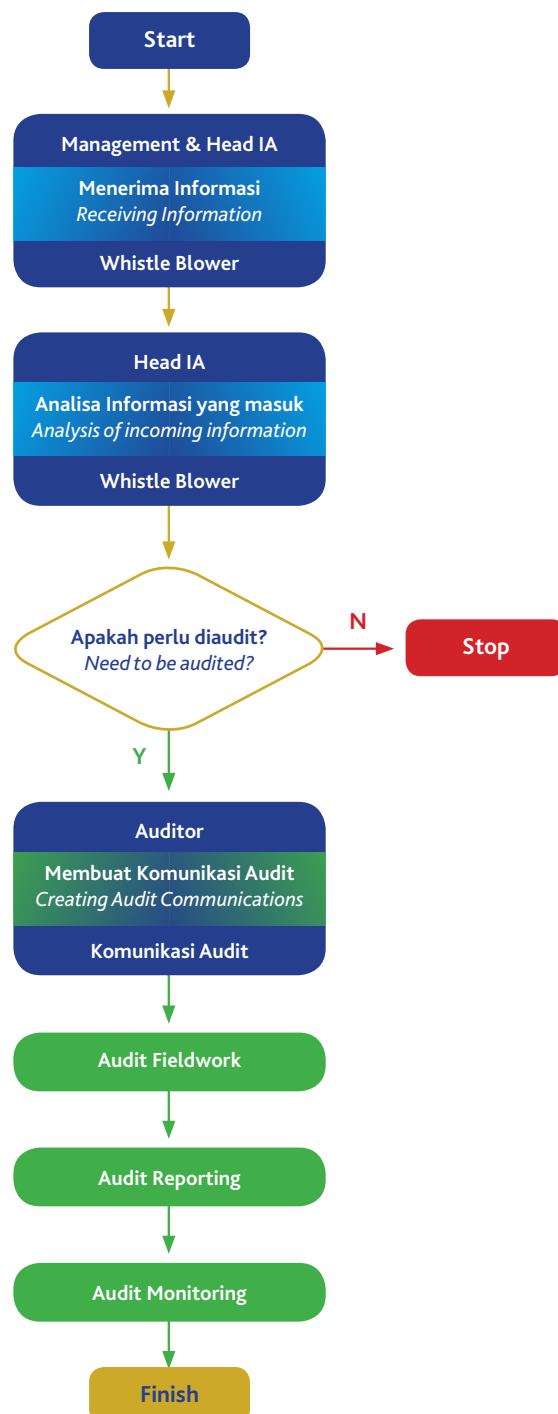 Start
Management & Head IA
Menerima Informasi
Receiving Information
Whistle Blower
Head IA
Analisa Informasi yang masuk
Analysis of incoming information
Whistle Blower
Apakah perlu diaudit?
Need to be audited?
N
Stop
Y
Auditor
Membuat Komunikasi Audit
Creating Audit Communications
Komunikasi Audit
Audit Fieldwork
Audit Reporting
Audit Monitoring
Finish